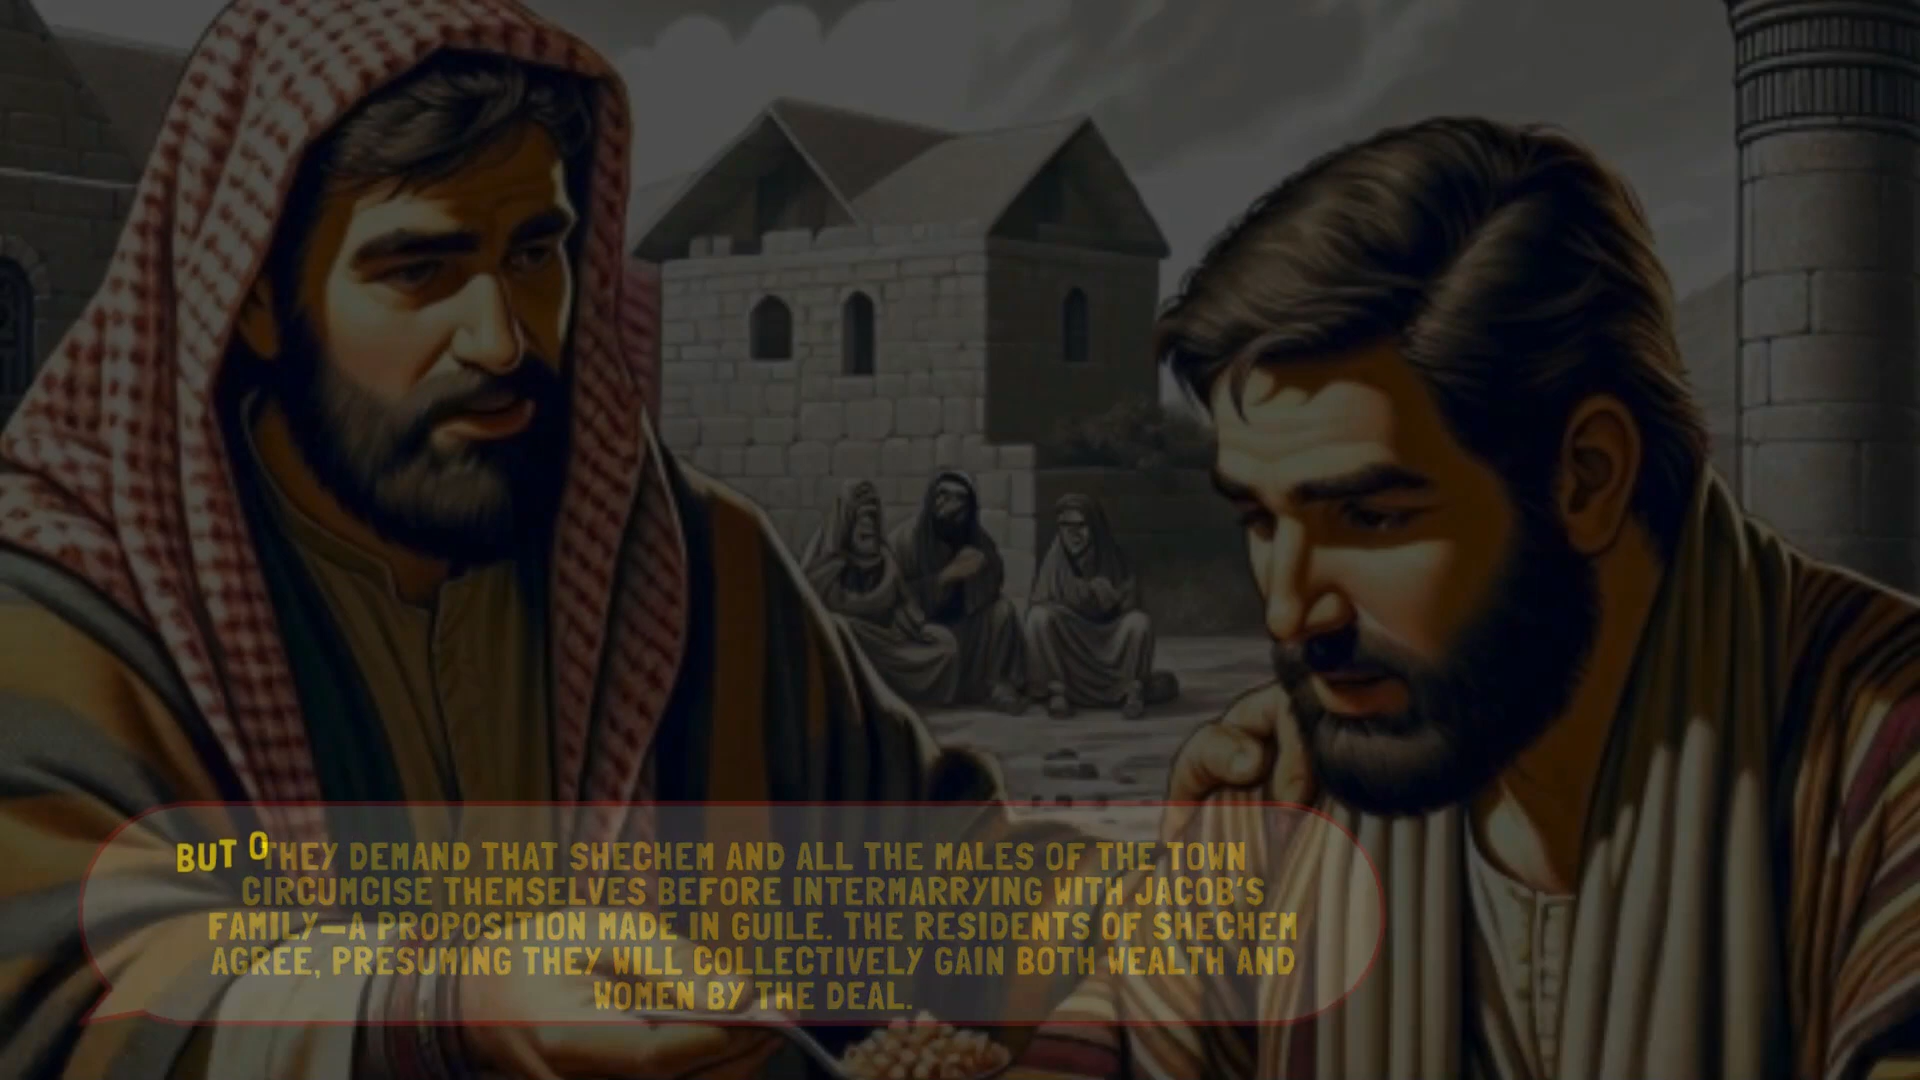 BUT O
THEY DEMAND THAT SHECHEM AND ALL THE MALES OF THE TOWN
CIRCUMCISE THEMSELVES BEFORE INTERMARRYING WITH JACOB'S
FAMILY—A PROPOSITION MADE IN GUILE. THE RESIDENTS OF SHECHEM
AGREE, PRESUMING THEY WILL COLLECTIVELY GAIN BOTH WEALTH AND
WOMEN BY THE DEAL.